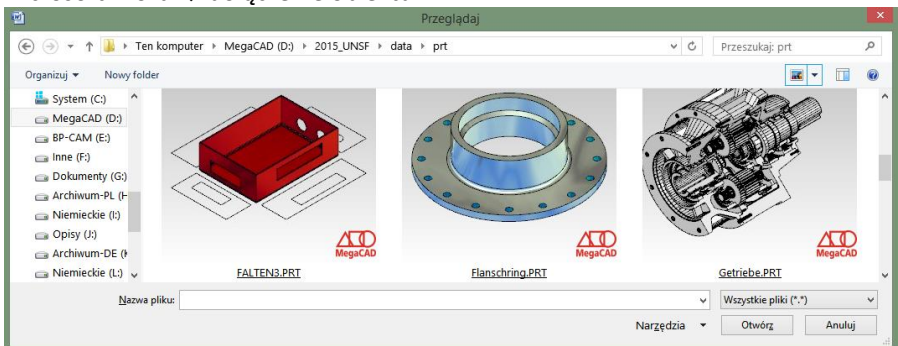 Przeglądaj
Ten komputer ▸ MegaCAD (D:) ▸ 2015_UNSF ▸ data ▸ prt
Przeszukaj: prt
Organizuj
Nowy folder
System (C:)
MegaCAD (D:)
BP-CAM (E:)
Inne (F:)
Dokumenty (G:)
Archiwum-PL (H
Niemieckie (I:)
Opisy (J:)
Archiwum-DE (
Niemieckie (L:)
MegaCAD
FALTEN3.PRT
MegaCAD
Flanschring.PRT
MegaCAD
Getriebe.PRT
Nazwa pliku:
Wszystkie pliki (*.*)
Narzędzia
Otwórz
Anuluj